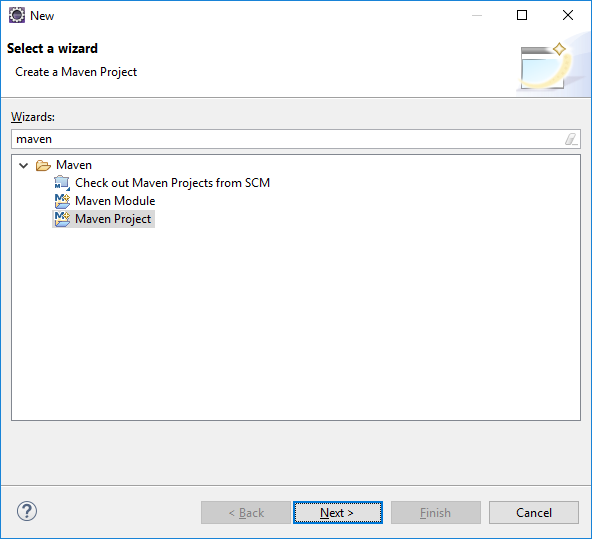 New
Select a wizard
Create a Maven Project
Wizards:
maven
Maven
Check out Maven Projects from SCM
Maven Module
Maven Project
< Back
Next >
Finish
Cancel